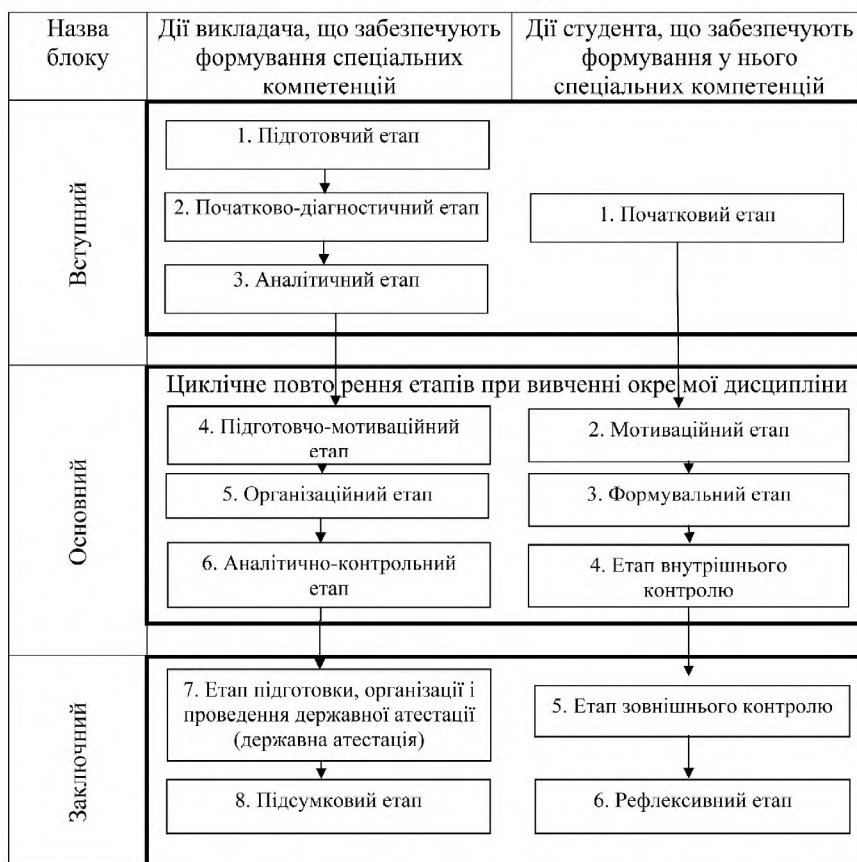 Назва
блоку
Дії викладача, що забезпечують
формування спеціальних
компетенцій
Дії студента, що забезпечують
формування у нього
спеціальних компетенцій
Вступний
1. Підготовчий етап
2. Початково-діагностичний етап
3. Аналітичний етап
1. Початковий етап
Основний
Циклічне повто рення етапів при вивченні окре мої дисципліни
4. Підготовчо-мотиваційний
етап
5. Організаційний етап
6. Аналітично-контрольний
етап
2. Мотиваційний етап
3. Формувальний етап
4. Етап внутрішнього
контролю
Заключний
7. Етап підготовки, організації і
проведення державної атестації
(державна атестація)
8. Підсумковий етап
5. Етап зовнішнього контролю
6. Рефлексивний етап